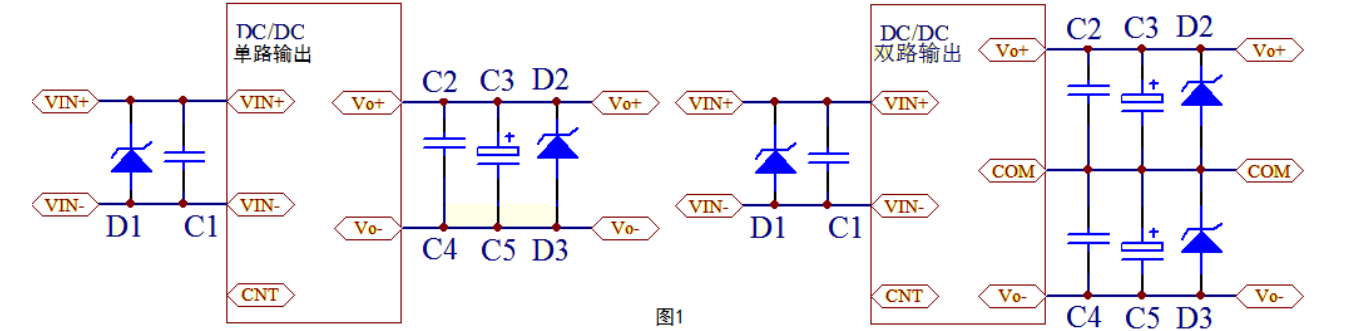 DC/DC
单路输出
C2 C3 D2
VIN+ VIN+ Vo+ Vo+
VIN- VIN- Vo- Vo-
D1 C1
C4 C5 D3
CNT
DC/DC
双路输出
C2 C3 D2
Vo+ Vo+
VIN+ VIN+
COM COM
VIN- VIN-
D1 C1
CNT Vo- Vo-
C4 C5 D3
图1